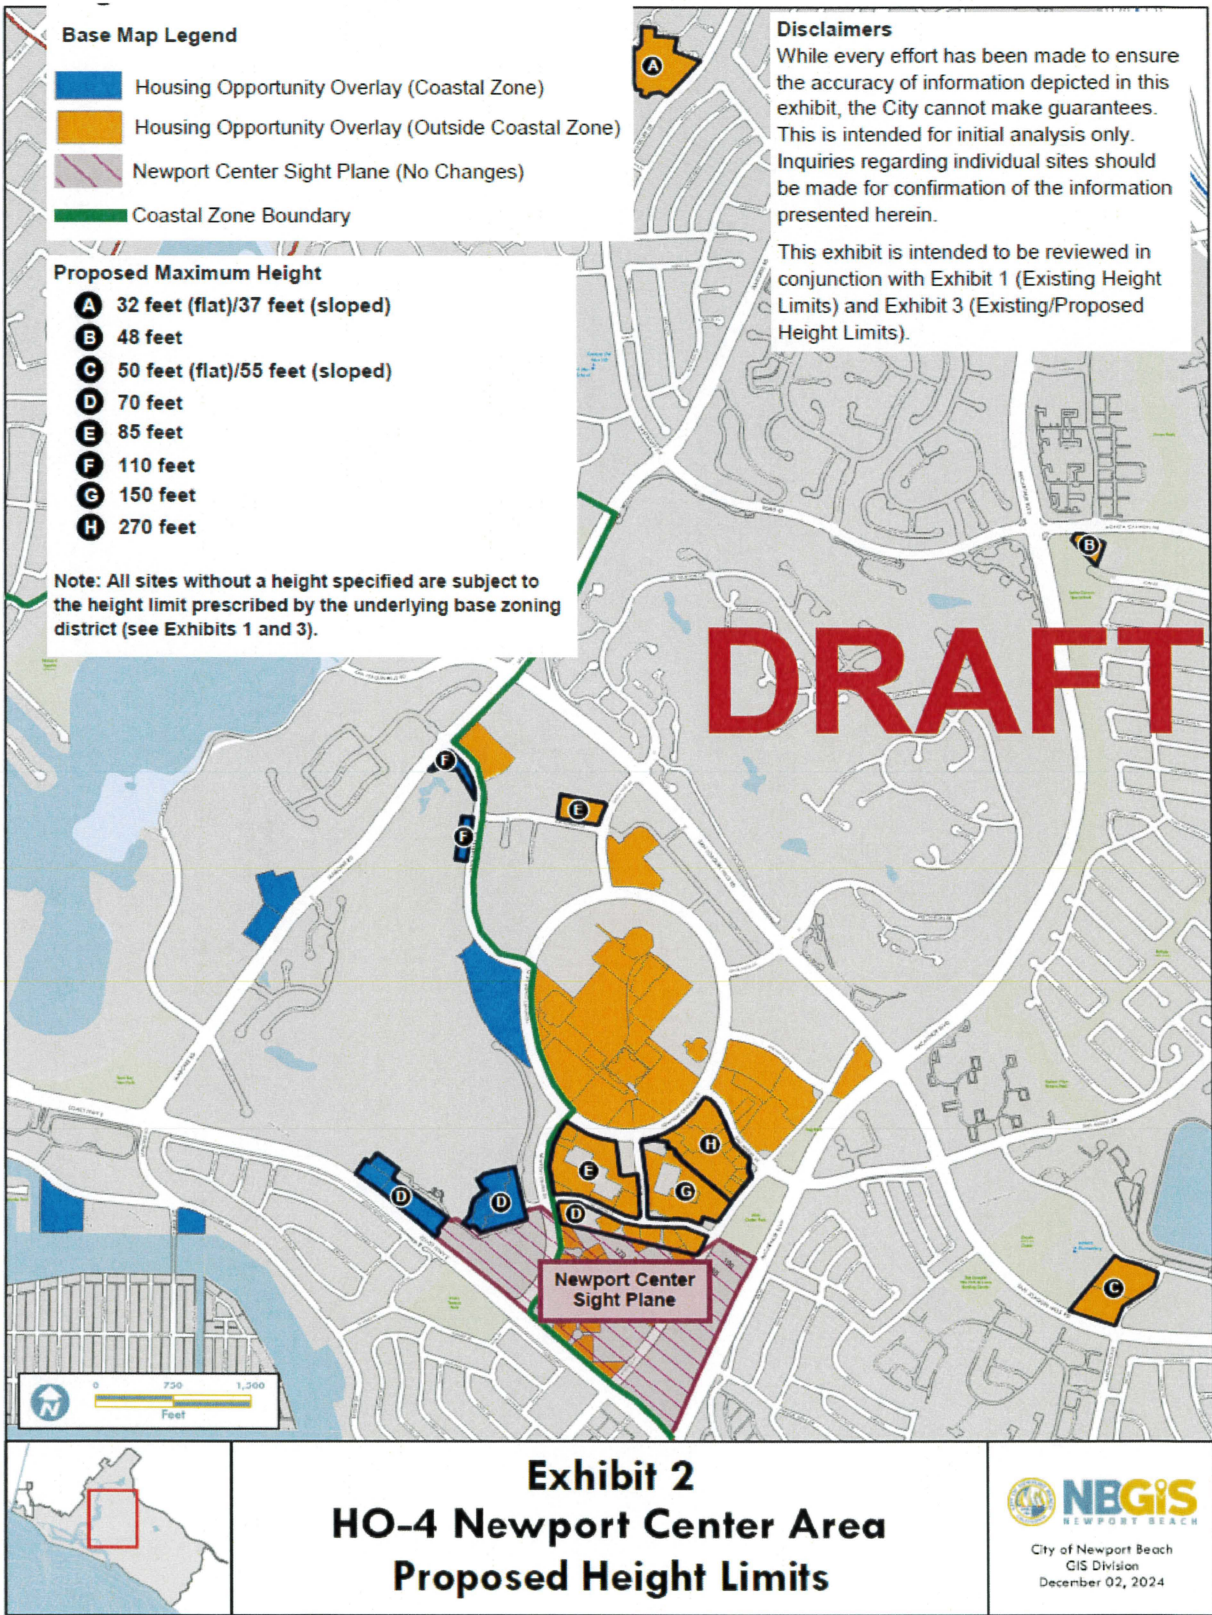 Base Map Legend
Housing Opportunity Overlay (Coastal Zone)
Housing Opportunity Overlay (Outside Coastal Zone)
Newport Center Sight Plane (No Changes)
Coastal Zone Boundary
Disclaimers
While every effort has been made to ensure
the accuracy of information depicted in this
exhibit, the City cannot make guarantees.
This is intended for initial analysis only.
Inquiries regarding individual sites should
be made for confirmation of the information
presented herein.
This exhibit is intended to be reviewed in
conjunction with Exhibit 1 (Existing Height
Limits) and Exhibit 3 (Existing/Proposed
Height Limits).
Proposed Maximum Height
A 32 feet (flat)/37 feet (sloped)
B 48 feet
C 50 feet (flat)/55 feet (sloped)
D 70 feet
E 85 feet
F 110 feet
G 150 feet
H 270 feet
Note: All sites without a height specified are subject to
the height limit prescribed by the underlying base zoning
district (see Exhibits 1 and 3).
A
B
DRAFT
F
E
F
H
E
G
D
D
D
C
Newport Center
Sight Plane
N
0 750
Feet
Exhibit 2
HO-4 Newport Center Area
Proposed Height Limits
NBGIS
NEWPORT BEACH
City of Newport Beach
GIS Division
December 02, 2024